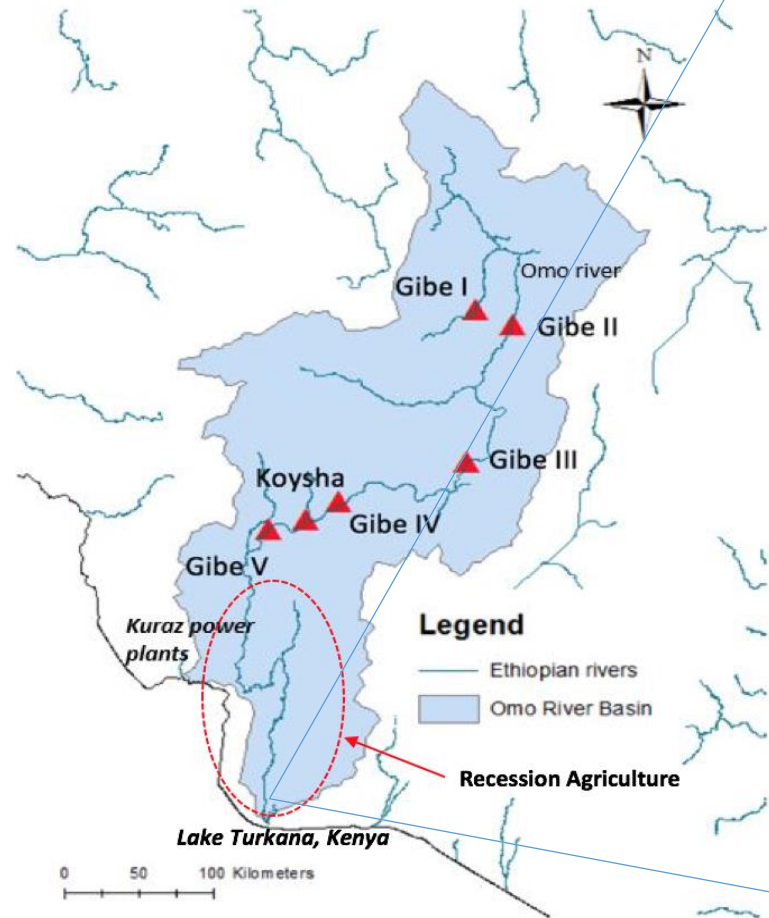 N
Omo river
Gibe I
Gibe II
Gibe III
Koysha
Gibe IV
Gibe V
Kuraz power
plants
Legend
Ethiopian rivers
Omo River Basin
Recession Agriculture
Lake Turkana, Kenya
0 50 100 Kilometers